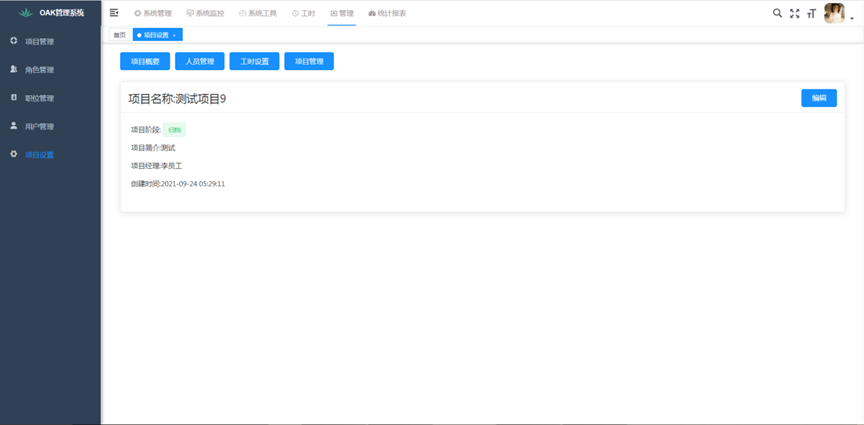 OAK管理系统
系统管理 系统监控 系统工具 工时 管理 统计报表
首页 项目设置 ×
项目管理
角色管理
职位管理
用户管理
项目设置
项目概要 人员管理 工时设置 项目管理
项目名称:测试项目9
编辑
项目阶段: 归档
项目简介:测试
项目经理:李员工
创建时间:2021-09-24 05:29:11